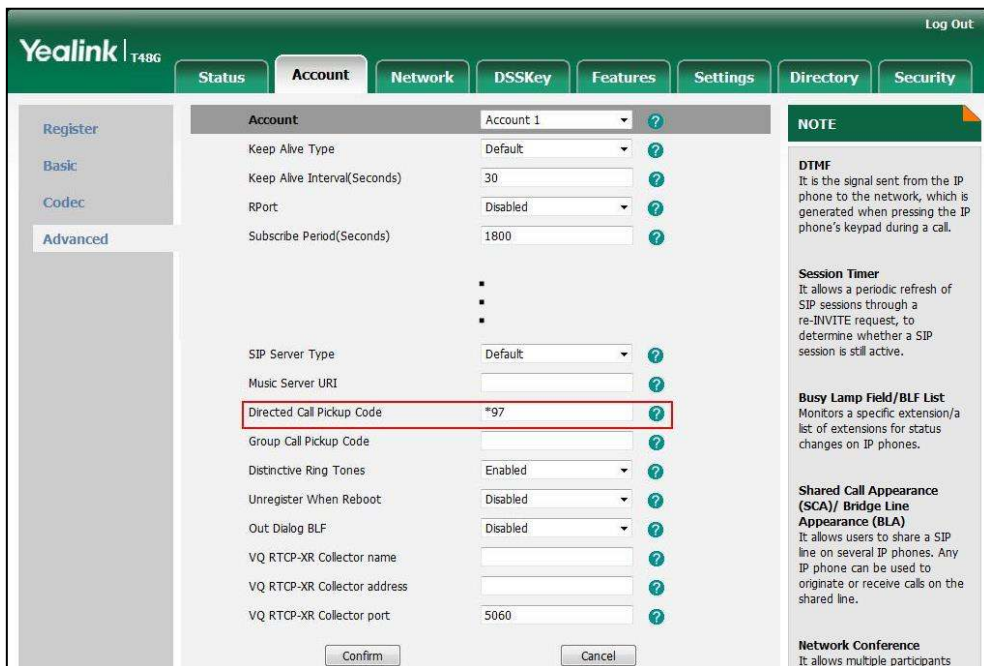 Log Out
Yealink | T48G
Status Account Network DSSKey Features Settings Directory Security
Register
Basic
Codec
Advanced
Account Account 1
Keep Alive Type Default
Keep Alive Interval(Seconds) 30
RPort Disabled
Subscribe Period(Seconds) 1800
SIP Server Type Default
Music Server URI
Directed Call Pickup Code *97
Group Call Pickup Code
Distinctive Ring Tones Enabled
Unregister When Reboot Disabled
Out Dialog BLF Disabled
VQ RTCP-XR Collector name
VQ RTCP-XR Collector address
VQ RTCP-XR Collector port 5060
Confirm Cancel
NOTE
DTMF
It is the signal sent from the IP
phone to the network, which is
generated when pressing the IP
phone's keypad during a call.
Session Timer
It allows a periodic refresh of
SIP sessions through a
re-INVITE request, to
determine whether a SIP
session is still active.
Busy Lamp Field/BLF List
Monitors a specific extension/a
list of extensions for status
changes on IP phones.
Shared Call Appearance
(SCA)/ Bridge Line
Appearance (BLA)
It allows users to share a SIP
line on several IP phones. Any
IP phone can be used to
originate or receive calls on the
shared line.
Network Conference
It allows multiple participants